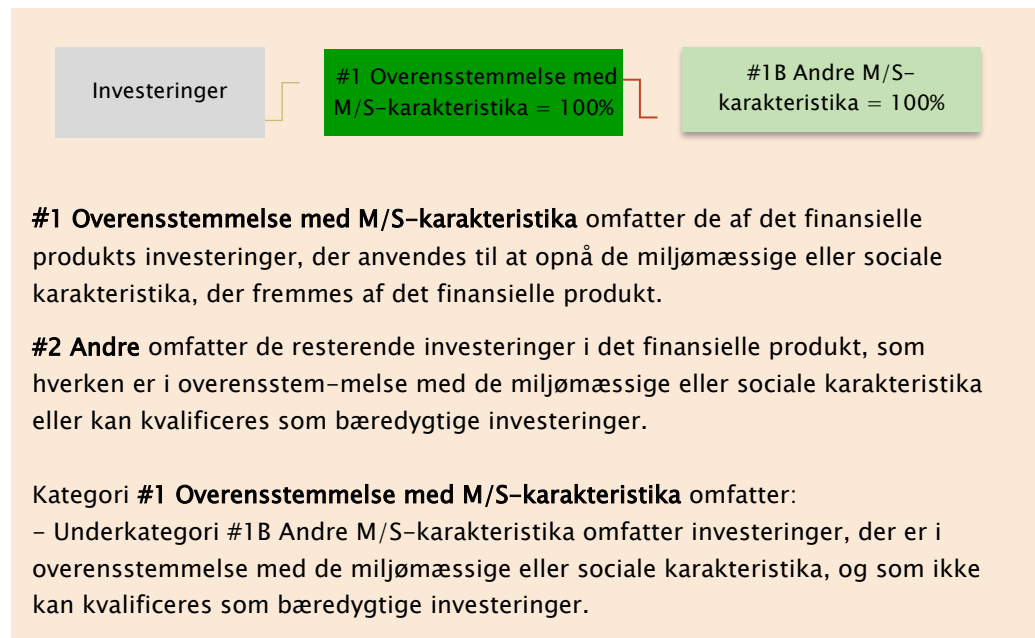 Investeringer
#1 Overensstemmelse med
M/S-karakteristika = 100%
#1B Andre M/S-
karakteristika = 100%
#1 Overensstemmelse med M/S-karakteristika omfatter de af det finansielle
produkts investeringer, der anvendes til at opnå de miljømæssige eller sociale
karakteristika, der fremmes af det finansielle produkt.
#2 Andre omfatter de resterende investeringer i det finansielle produkt, som
hverken er i overensstem-melse med de miljømæssige eller sociale karakteristika
eller kan kvalificeres som bæredygtige investeringer.
Kategori #1 Overensstemmelse med M/S-karakteristika omfatter:
- Underkategori #1B Andre M/S-karakteristika omfatter investeringer, der er i
overensstemmelse med de miljømæssige eller sociale karakteristika, og som ikke
kan kvalificeres som bæredygtige investeringer.